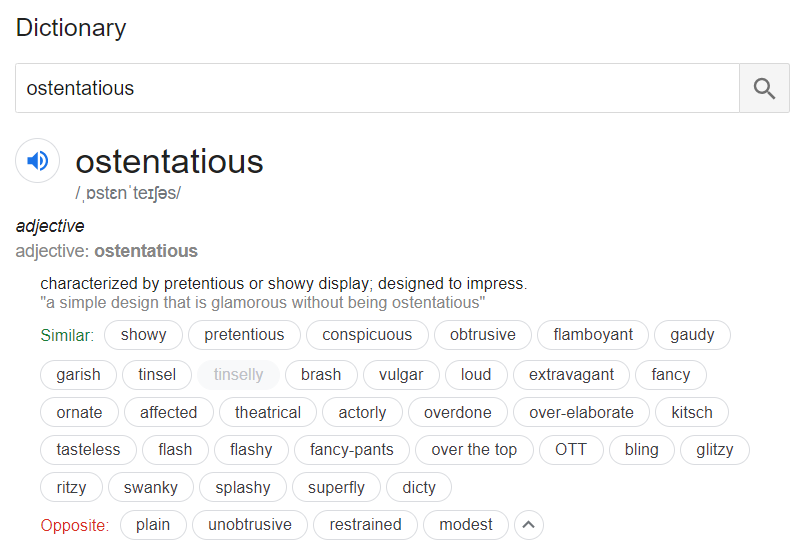 Dictionary
ostentatious
ostentatious
/ˌɒstɛnˈteɪʃəs/
adjective
adjective: ostentatious
characterized by pretentious or showy display; designed to impress.
"a simple design that is glamorous without being ostentatious"
Similar: showy pretentious conspicuous obtrusive flamboyant gaudy
garish tinsel tinselly brash vulgar loud extravagant fancy
ornate affected theatrical actorly overdone over-elaborate kitsch
tasteless flash flashy fancy-pants over the top OTT bling glitzy
ritzy swanky splashy superfly dicty
Opposite: plain unobtrusive restrained modest